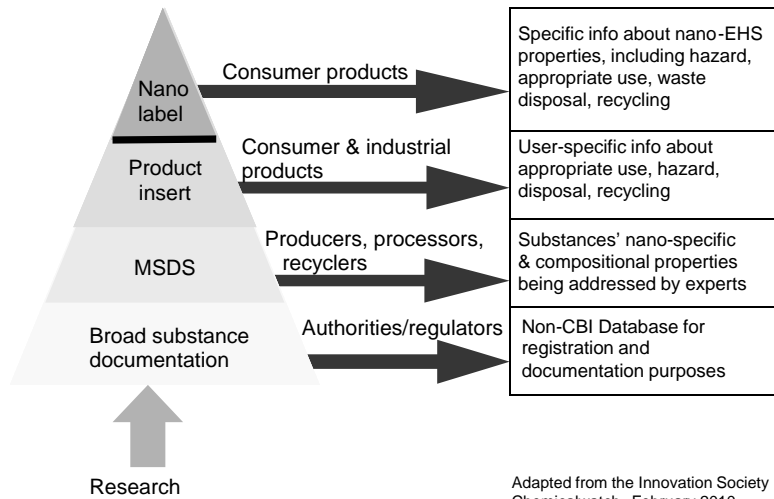 Nano
label
Consumer products
Specific info about nano-EHS
properties, including hazard,
appropriate use, waste
disposal, recycling
Product
insert
Consumer & industrial
products
User-specific info about
appropriate use, hazard,
disposal, recycling
MSDS
Producers, processors,
recyclers
Substances' nano-specific
& compositional properties
being addressed by experts
Broad substance
documentation
Authorities/regulators
Non-CBI Database for
registration and
documentation purposes
Research
Adapted from the Innovation Society